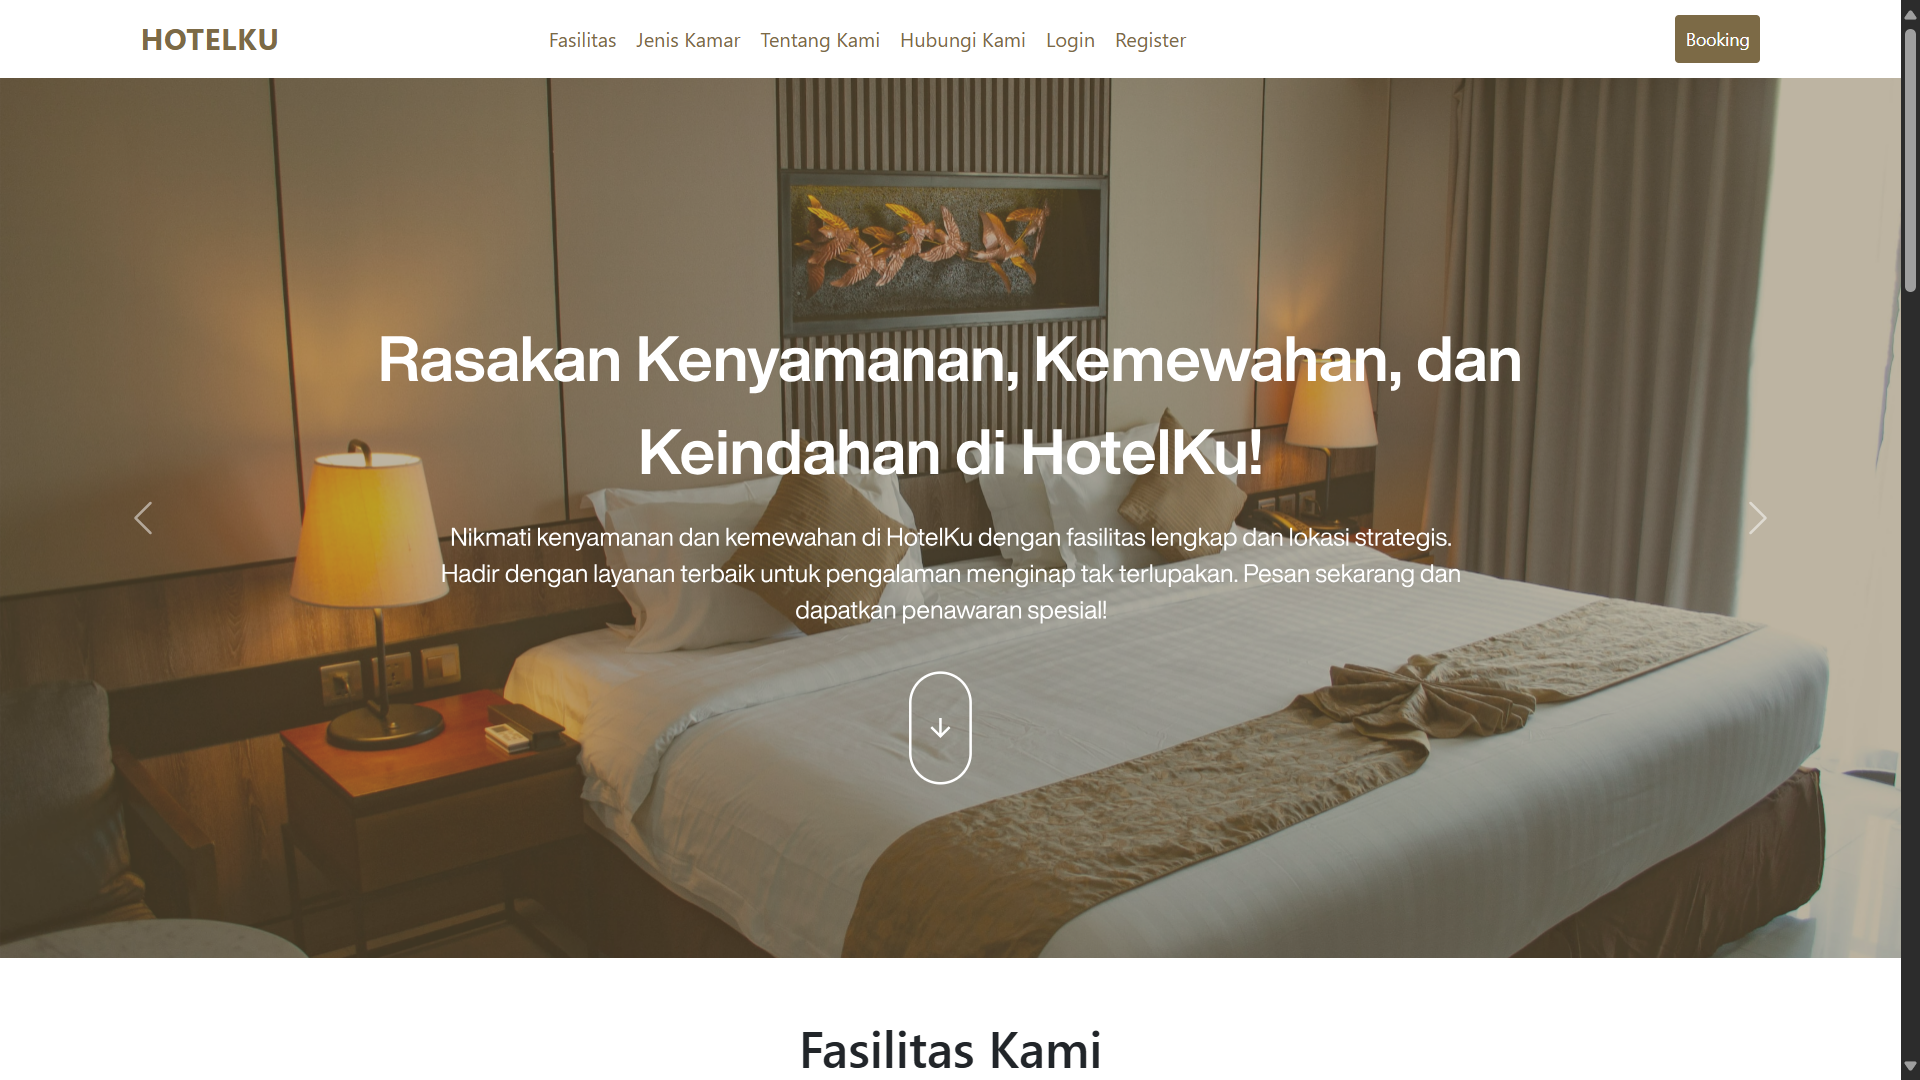 HOTELKU
Fasilitas
Jenis Kamar
Tentang Kami
Hubungi Kami
Login
Register
Booking
Rasakan Kenyamanan, Kemewahan, dan
Keindahan di HotelKu!
Nikmati kenyamanan dan kemewahan di HotelKu dengan fasilitas lengkap dan lokasi strategis.
Hadir dengan layanan terbaik untuk pengalaman menginap tak terlupakan. Pesan sekarang dan
dapatkan penawaran spesial!
Fasilitas Kami